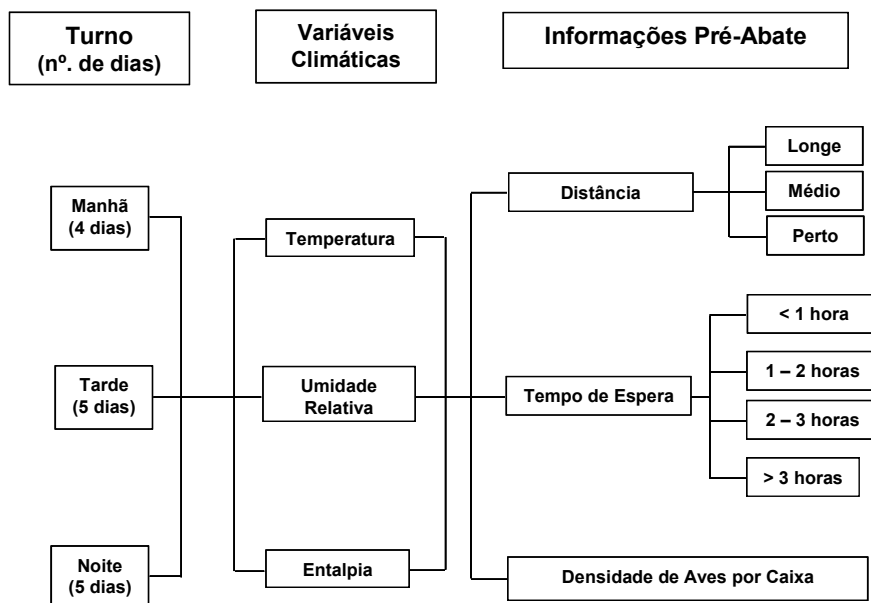 Turno
(nº. de dias)
Variáveis
Climáticas
Informações Pré-Abate
Manhã
(4 dias)
Tarde
(5 dias)
Noite
(5 dias)
Temperatura
Umidade
Relativa
Entalpia
Distância
Longe
Médio
Perto
Tempo de Espera
< 1 hora
1 – 2 horas
2 – 3 horas
> 3 horas
Densidade de Aves por Caixa